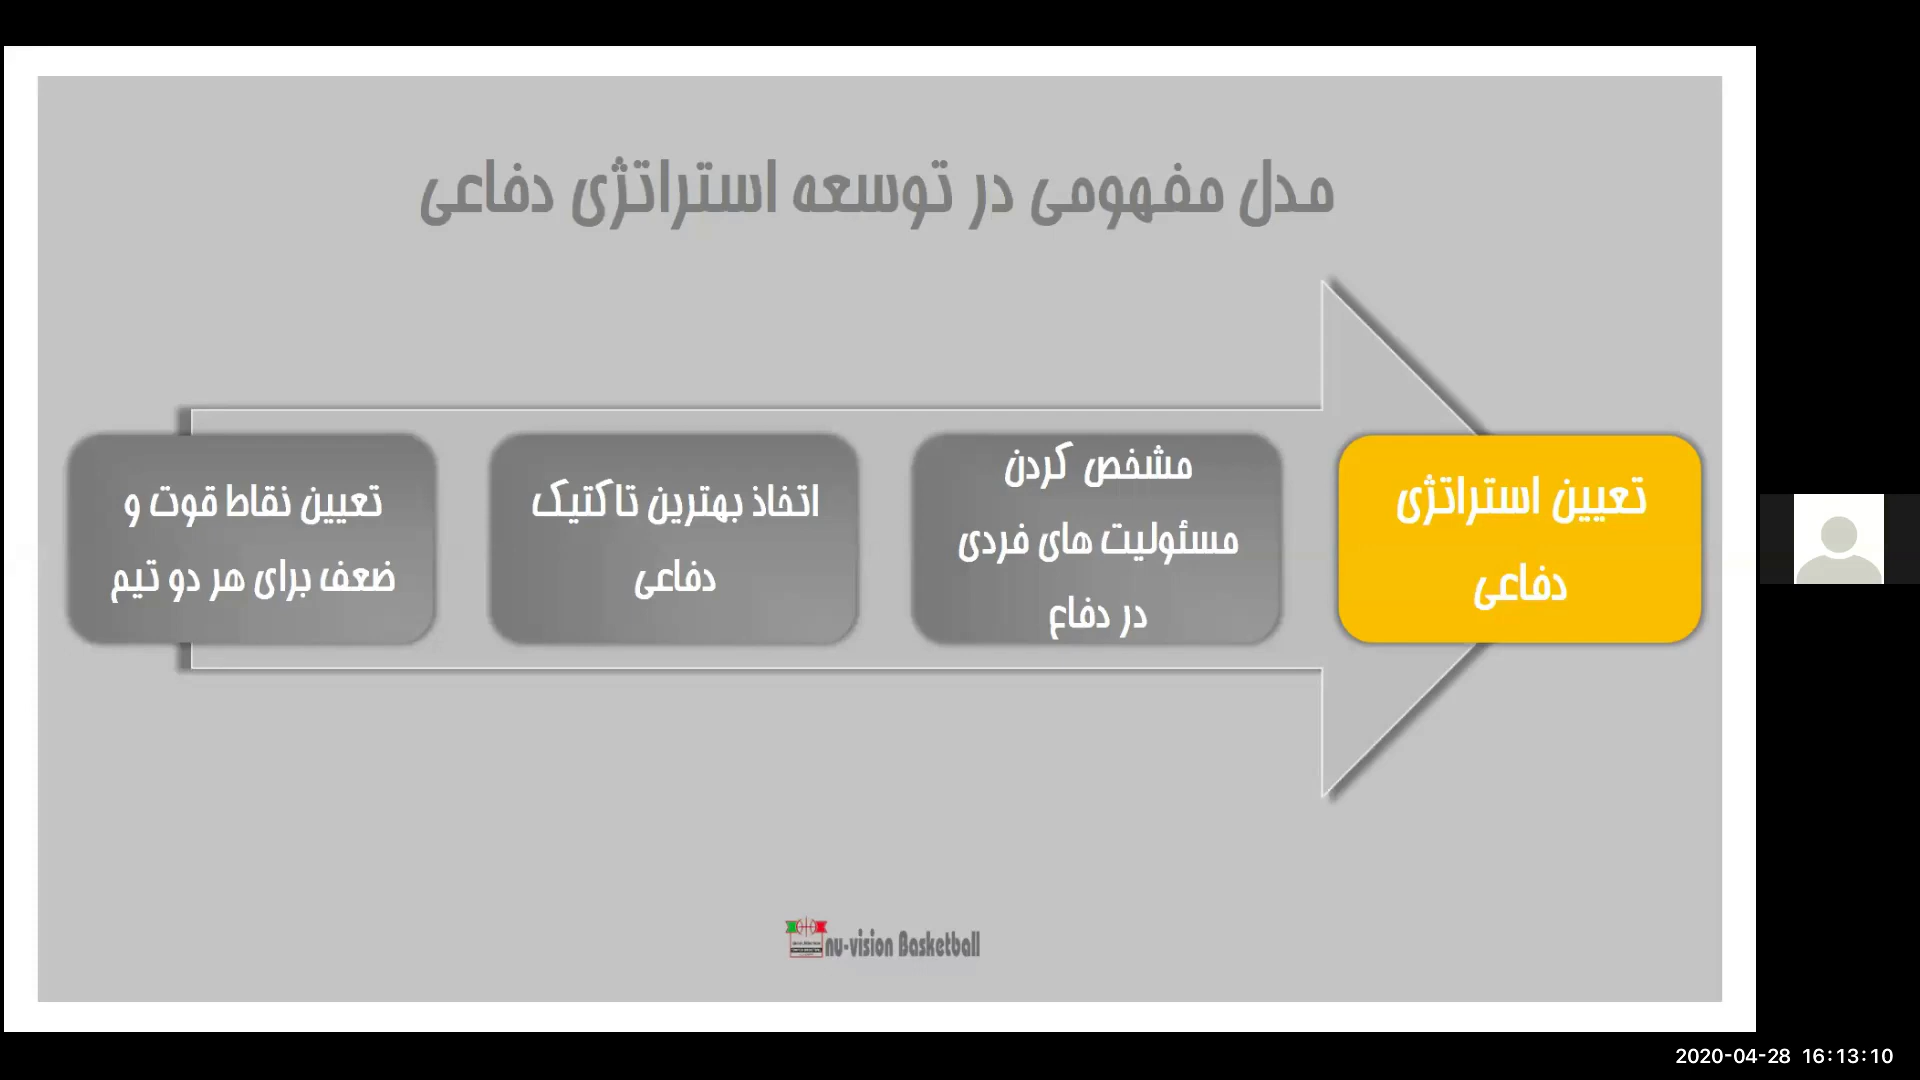 مدل مفهومی در توسعه استراتژی دفاعی
تعیین نقاط قوت و
ضعف برای هر دو تیم
اتخاذ بهترین تاکتیک
دفاعی
مشخص کردن
مسئولیت های فردی
در دفاع
تعیین استراتژی
دفاعی
nu-vision Basketball
2020-04-28 16:13:10